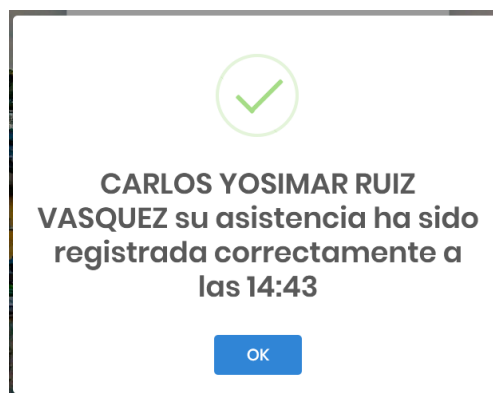 CARLOS YOSIMAR RUIZ
VASQUEZ su asistencia ha sido
registrada correctamente a
las 14:43
OK